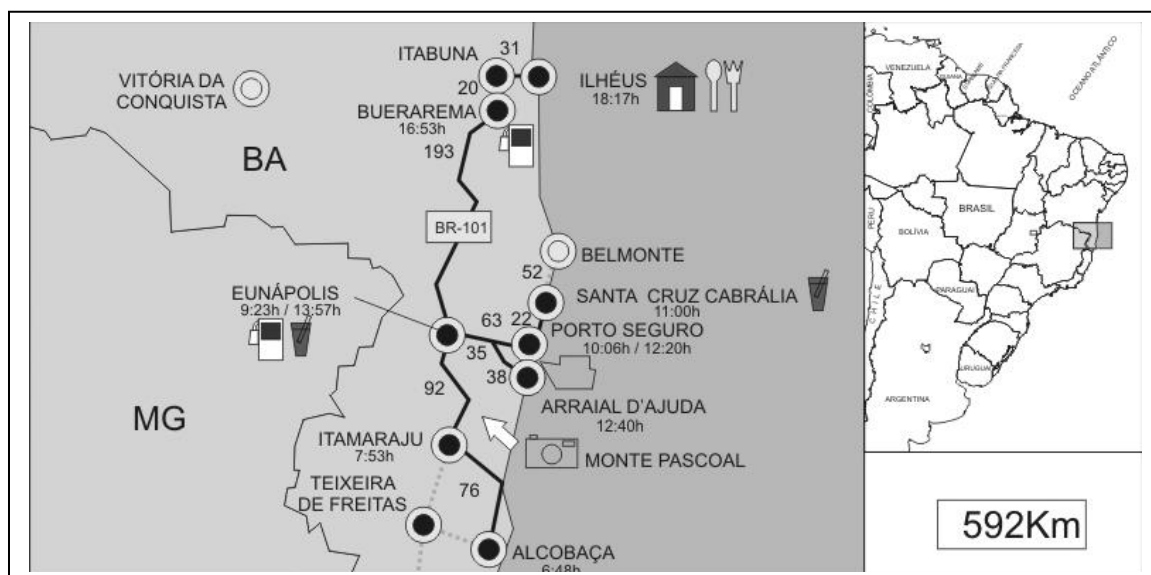 ITABUNA
31
VITÓRIA DA
CONQUISTA
20
ILHÉUS
18:17h
BUERAREMA
16:53h
193
BA
BR-101
BELMONTE
52
EUNÁPOLIS
9:23h / 13:57h
SANTA CRUZ CABRÁLIA
11:00h
63
22
PORTO SEGURO
10:06h / 12:20h
35
38
92
ARRAIAL D'AJUDA
12:40h
MG
ITAMARAJU
7:53h
MONTE PASCOAL
TEIXEIRA
DE FREITAS
76
ALCOBAÇA
6:48h
VENEZUELA
GUIANA
COLÔMBIA
OCEANO ATLÂNTICO
PERU
BRASIL
BOLÍVIA
PARAGUAI
CHILE
URUGUAI
ARGENTINA
592Km